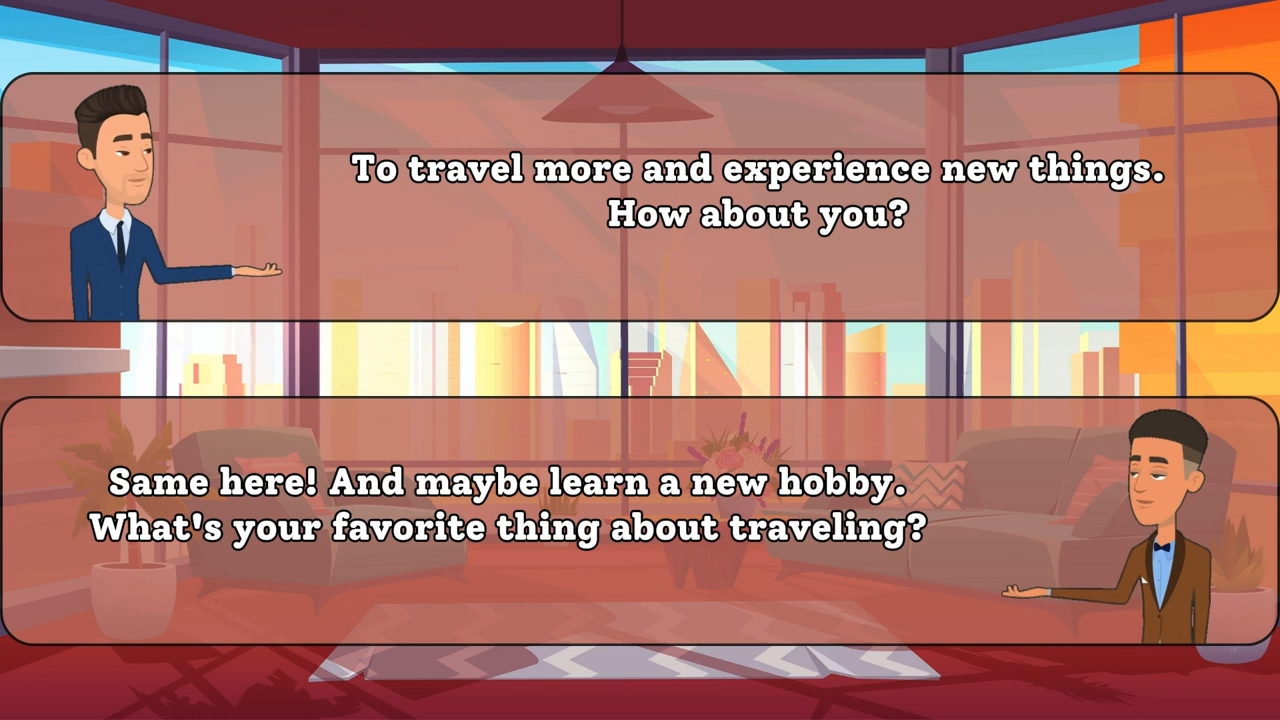 To travel more and experience new things.
How about you?
Same here! And maybe learn a new hobby.
What's your favorite thing about traveling?